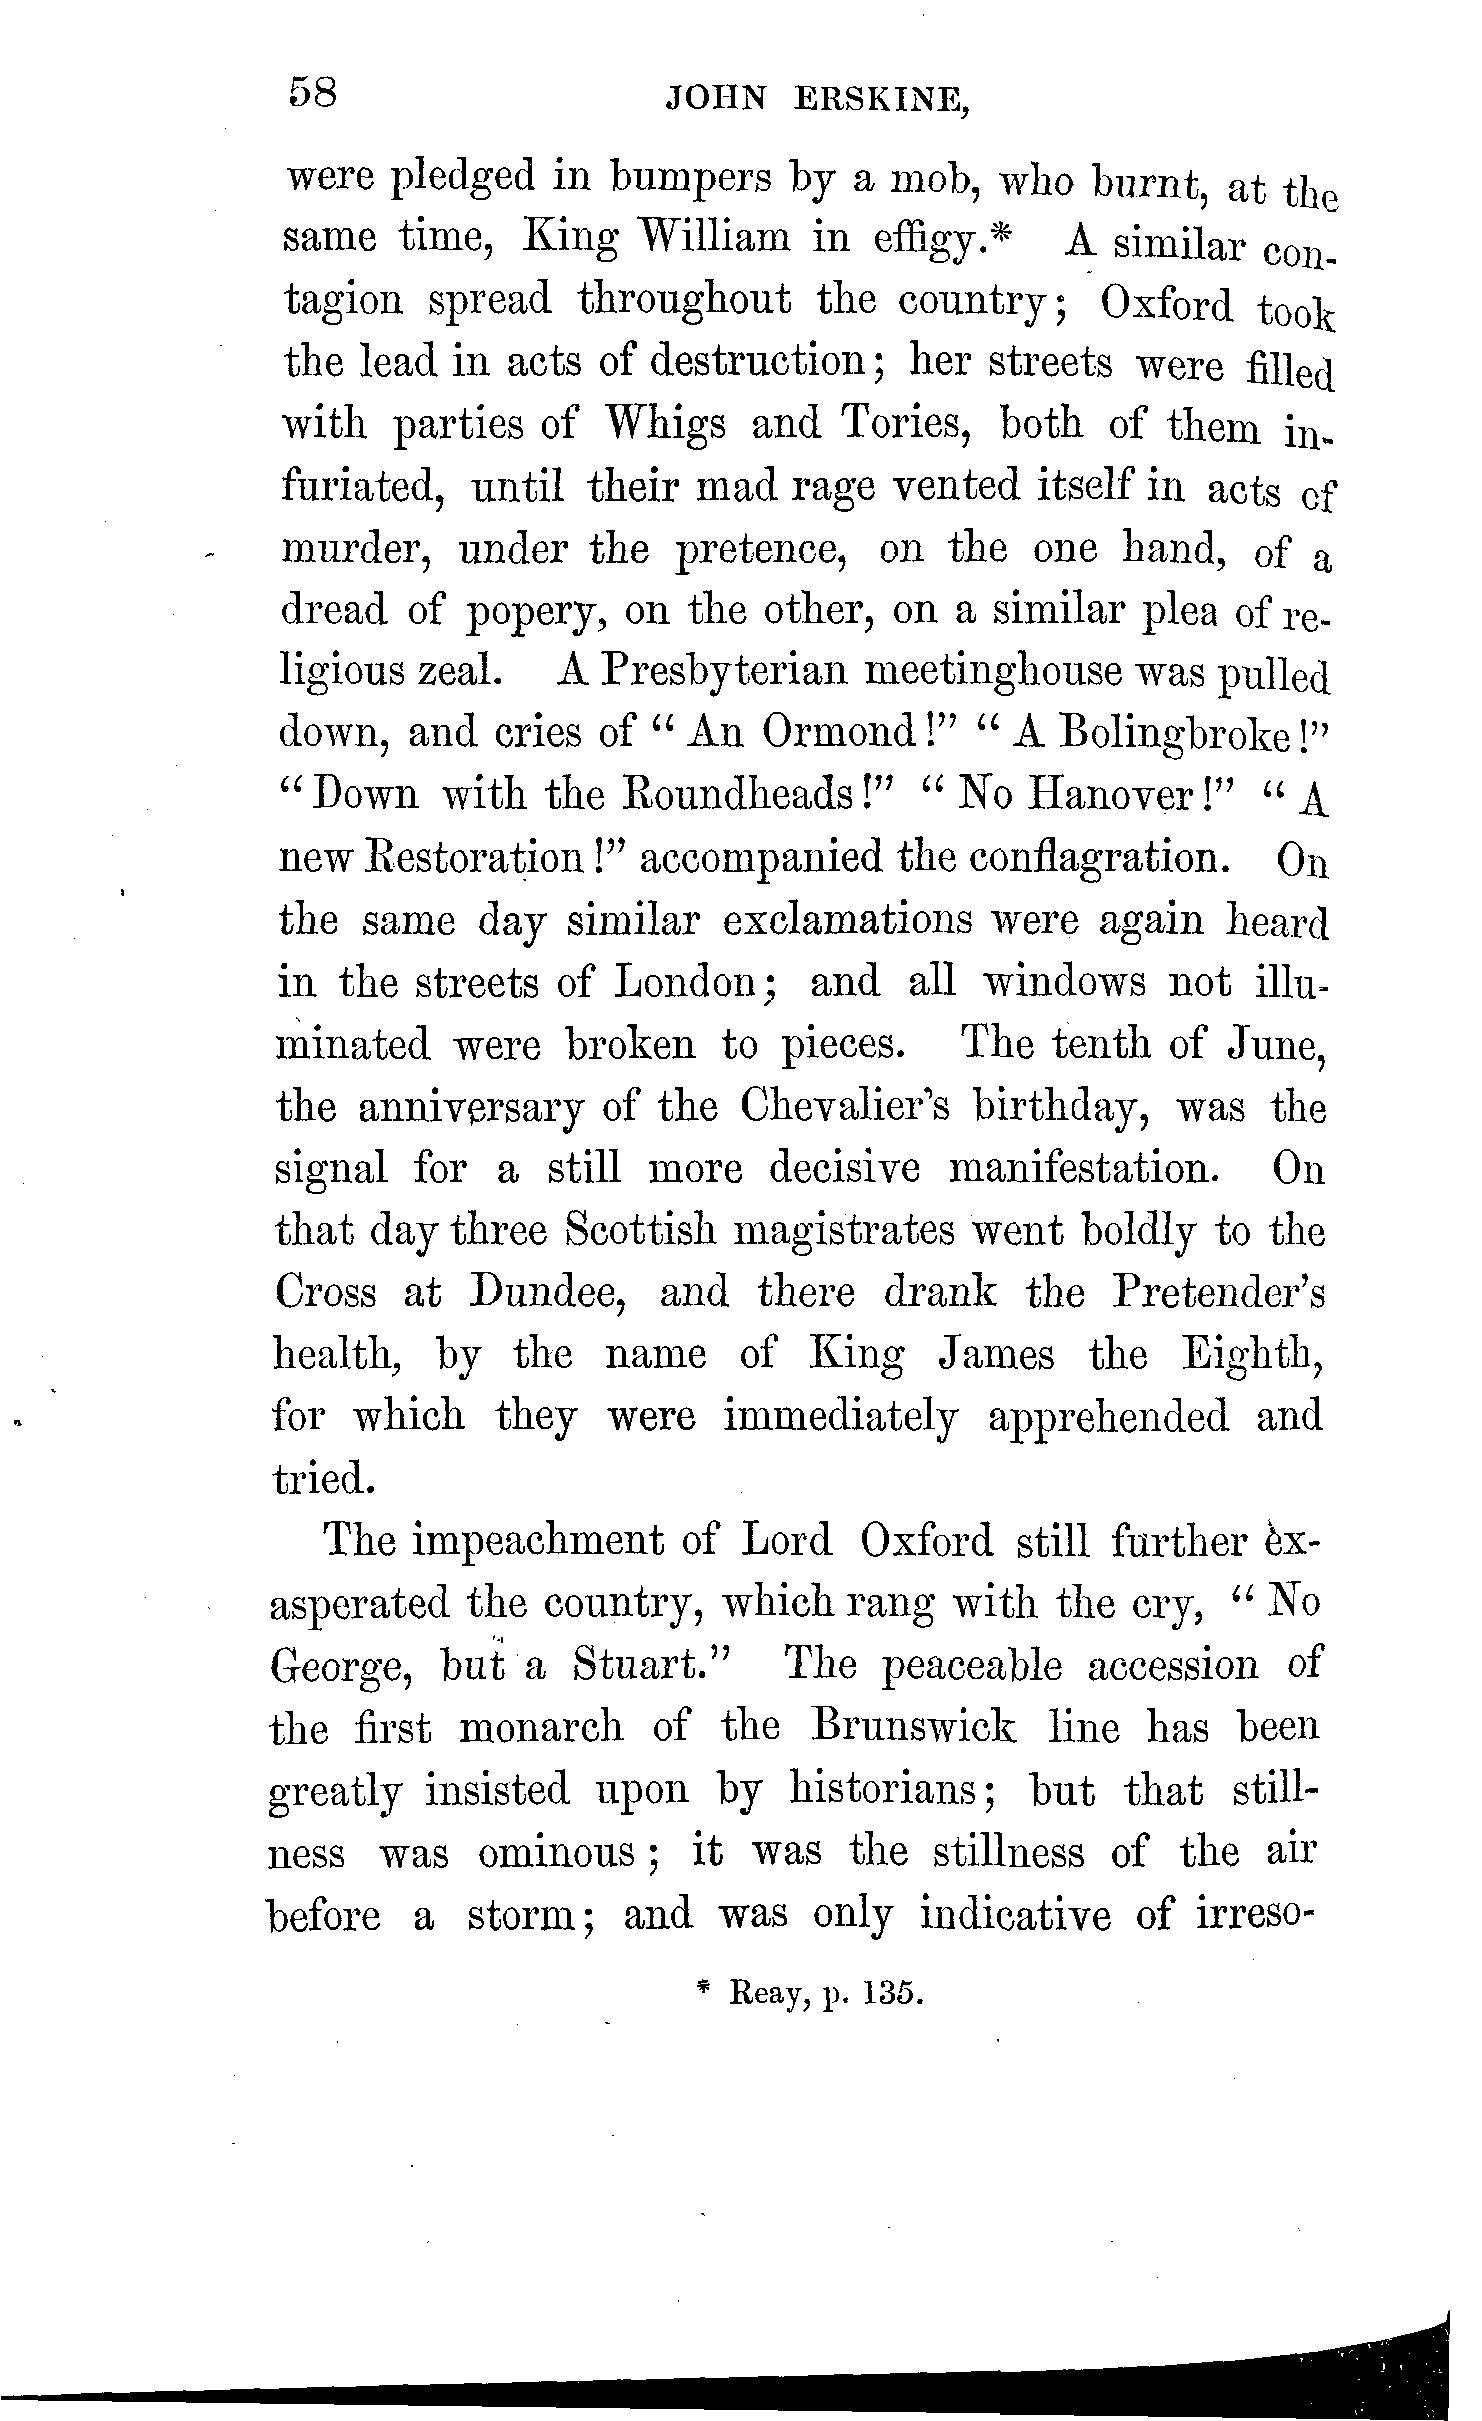 58 JOHN ERSKINE,
were pledged in bumpers by a mob, who burnt, at the
same time, King William in effigy.* A similar con-
tagion spread throughout the country; Oxford took
the lead in acts of destruction; her streets were filled
with parties of Whigs and Tories, both of them in-
furiated, until their mad rage vented itself in acts of
murder, under the pretence, on the one hand, of a
dread of popery, on the other, on a similar plea of re-
ligious zeal. A Presbyterian meetinghouse was pulled
down, and cries of " An Ormond!" " A Bolingbroke!"
" Down with the Roundheads!" " No Hanover!" " A
new Restoration!" accompanied the conflagration. On
the same day similar exclamations were again heard
in the streets of London; and all windows not illu-
minated were broken to pieces. The tenth of June,
the anniversary of the Chevalier's birthday, was the
signal for a still more decisive manifestation. On
that day three Scottish magistrates went boldly to the
Cross at Dundee, and there drank the Pretender's
health, by the name of King James the Eighth,
for which they were immediately apprehended and
tried.
The impeachment of Lord Oxford still further ex-
asperated the country, which rang with the cry, " No
George, but a Stuart." The peaceable accession of
the first monarch of the Brunswick line has been
greatly insisted upon by historians; but that still-
ness was ominous; it was the stillness of the air
before a storm; and was only indicative of irreso-
* Reay, p. 135.